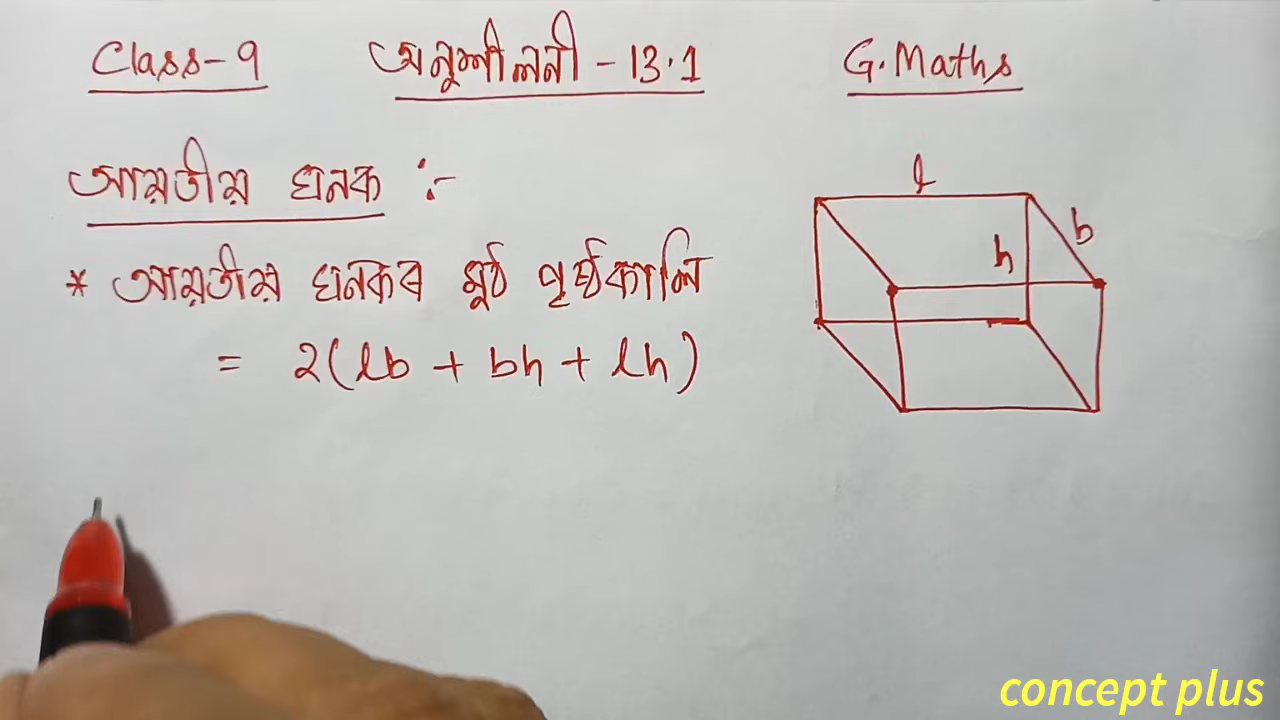 Class-9 অনুশীলনী - 13.1 G.Maths
আয়তীয় ঘনক :-
l
b
h
* আয়তীয় ঘনকৰ মুঠ পৃষ্ঠকালি
= 2(lb + bh + lh)
concept plus